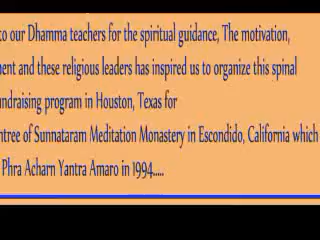 to our Dhamma teachers for the spiritual guidance, The motivation,
ment and these religious leaders has inspired us to organize this spinal
undraising program in Houston, Texas for
ntree of Sunnataram Meditation Monastery in Escondido, California which
Phra Acharn Yantra Amaro in 1994.....